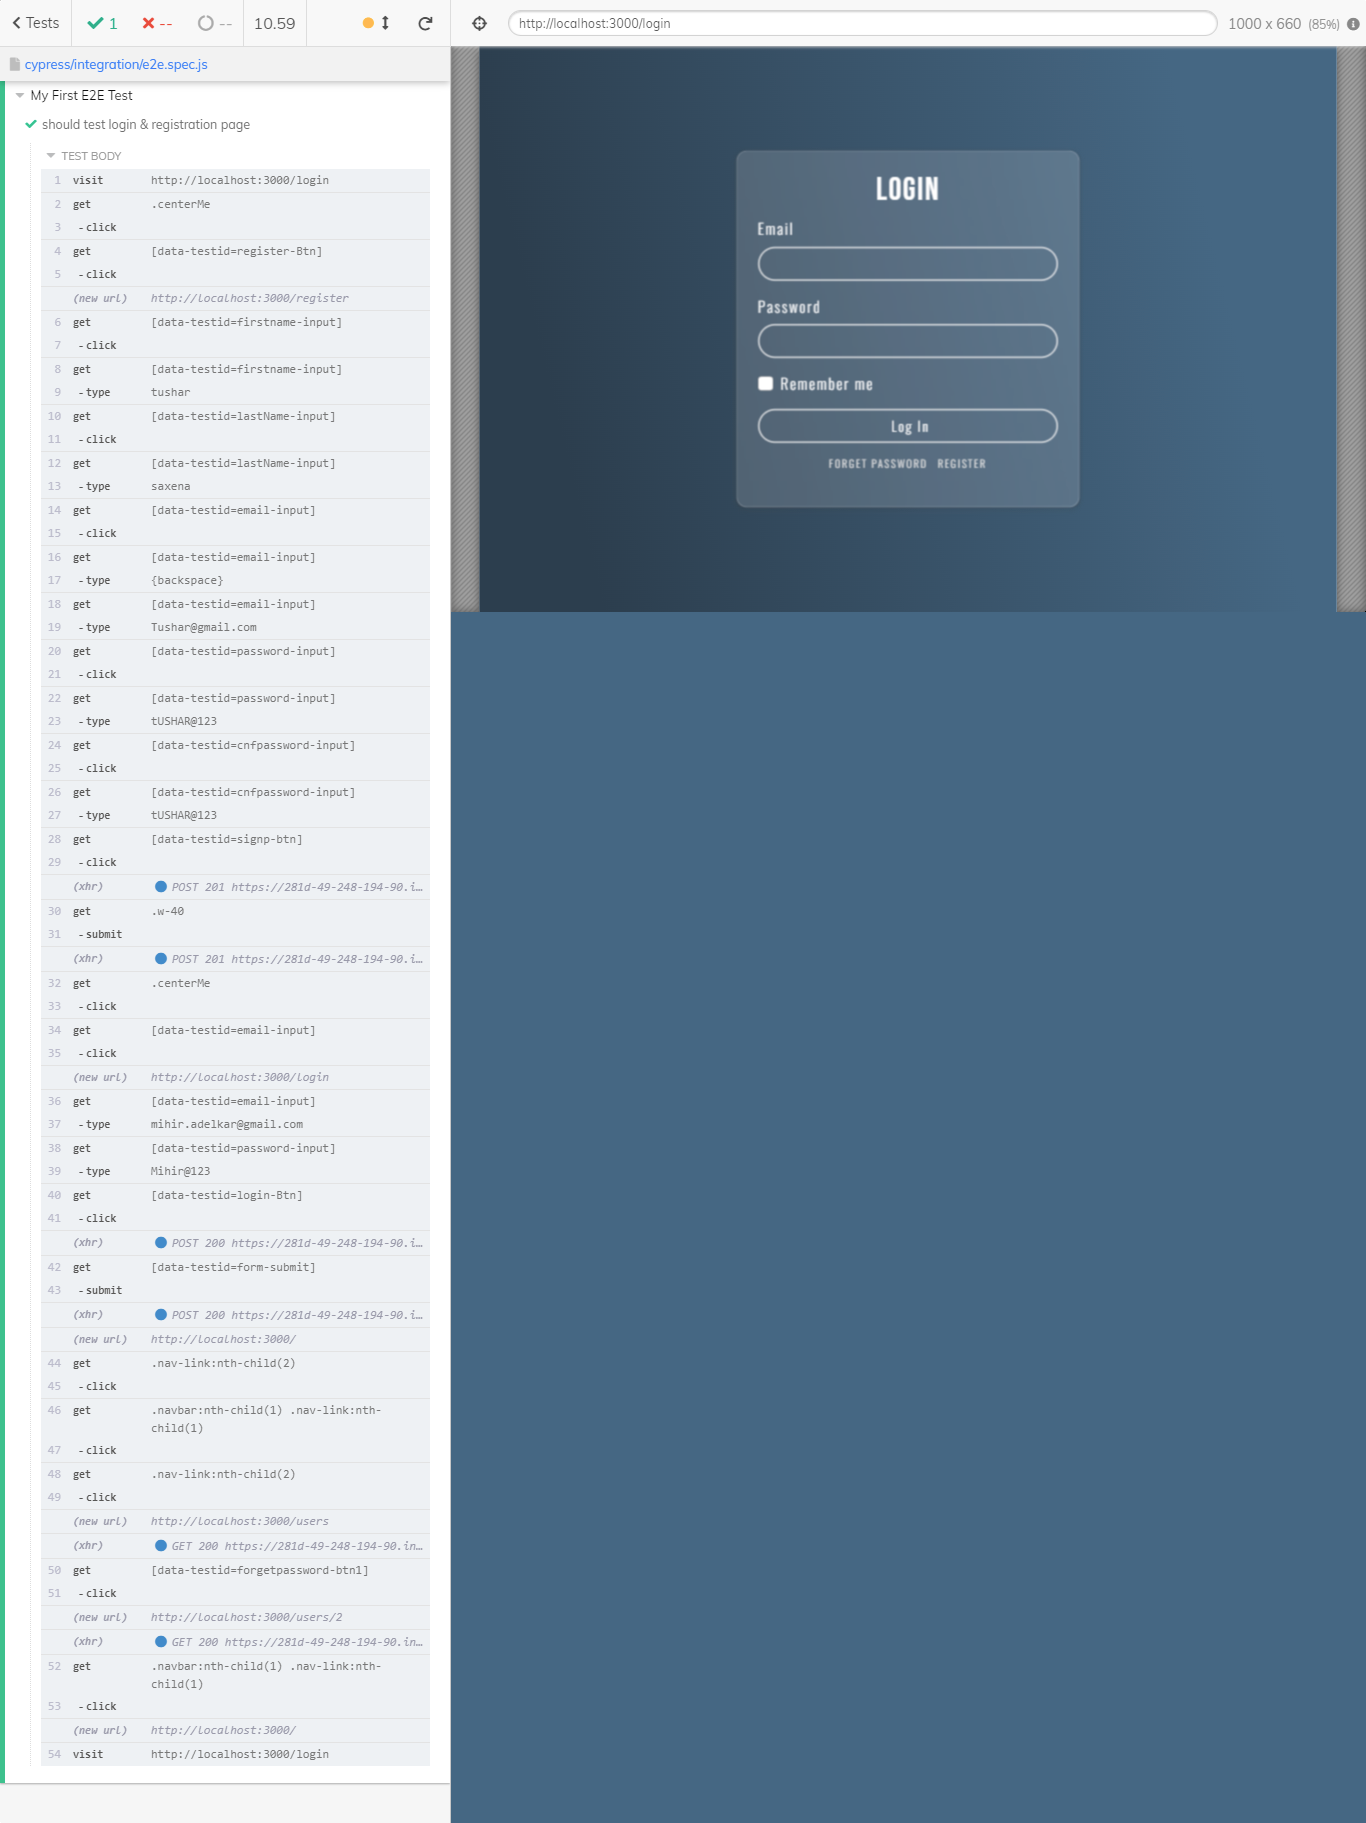 Tests 1 -- -- 10.59
http://localhost:3000/login 1000 x 660 (85%)
cypress/integration/e2e.spec.js
My First E2E Test
should test login & registration page
TEST BODY
1 visit http://localhost:3000/login
2 get .centerMe
3 -click
4 get [data-testid=register-Btn]
5 -click
(new url) http://localhost:3000/register
6 get [data-testid=firstname-input]
7 -click
8 get [data-testid=firstname-input]
9 -type tushar
10 get [data-testid=lastName-input]
11 -click
12 get [data-testid=lastName-input]
13 -type saxena
14 get [data-testid=email-input]
15 -click
16 get [data-testid=email-input]
17 -type {backspace}
18 get [data-testid=email-input]
19 -type Tushar@gmail.com
20 get [data-testid=password-input]
21 -click
22 get [data-testid=password-input]
23 -type tUSHAR@123
24 get [data-testid=cnfpassword-input]
25 -click
26 get [data-testid=cnfpassword-input]
27 -type tUSHAR@123
28 get [data-testid=signp-btn]
29 -click
(xhr) POST 201 https://281d-49-248-194-90.i…
30 get .w-40
31 -submit
(xhr) POST 201 https://281d-49-248-194-90.i…
32 get .centerMe
33 -click
34 get [data-testid=email-input]
35 -click
(new url) http://localhost:3000/login
36 get [data-testid=email-input]
37 -type mihir.adelkar@gmail.com
38 get [data-testid=password-input]
39 -type Mihir@123
40 get [data-testid=login-Btn]
41 -click
(xhr) POST 200 https://281d-49-248-194-90.i…
42 get [data-testid=form-submit]
43 -submit
(xhr) POST 200 https://281d-49-248-194-90.i…
(new url) http://localhost:3000/
44 get .nav-link:nth-child(2)
45 -click
46 get .navbar:nth-child(1) .nav-link:nth-
child(1)
47 -click
48 get .nav-link:nth-child(2)
49 -click
(new url) http://localhost:3000/users
(xhr) GET 200 https://281d-49-248-194-90.in…
50 get [data-testid=forgetpassword-btn1]
51 -click
(new url) http://localhost:3000/users/2
(xhr) GET 200 https://281d-49-248-194-90.in…
52 get .navbar:nth-child(1) .nav-link:nth-
child(1)
53 -click
(new url) http://localhost:3000/
54 visit http://localhost:3000/login
LOGIN
Email
Password
Remember me
Log In
FORGET PASSWORD REGISTER